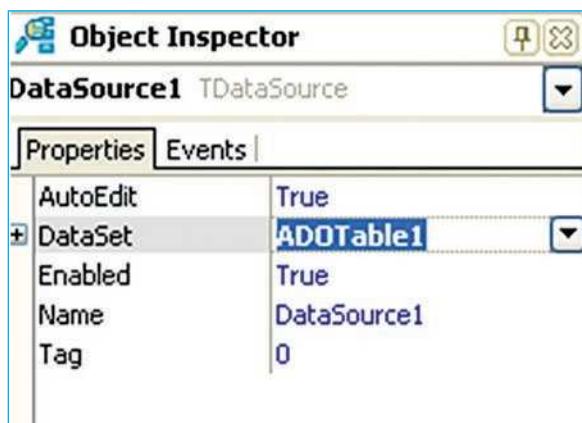 Object Inspector
DataSource1 TDataSource
Properties Events
AutoEdit True
DataSet ADOTable1
Enabled True
Name DataSource1
Tag 0